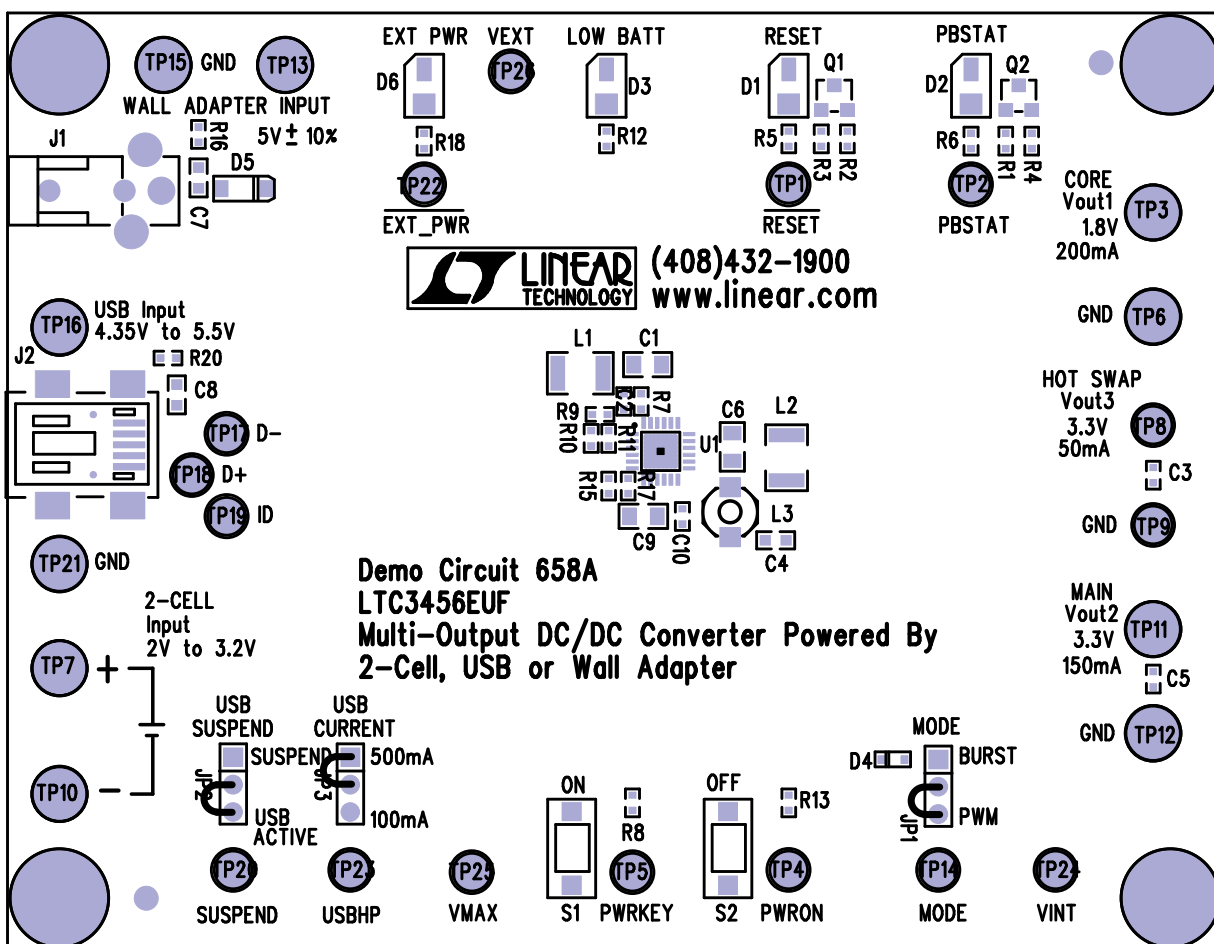 EXT PWR VEXT LOW BATT RESET PBSTAT
TP15 GND TP13 D6 TP26 D3 D1 Q1 D2 Q2
WALL ADAPTER INPUT
5V ± 10%
J1 R16 D5 C7
R18 R12 R5 R3 R2 R6 R1 R4
TP22 TP1 TP2
EXT_PWR RESET PBSTAT
CORE
Vout1
1.8V
200mA
TP3
LINEAR
TECHNOLOGY
(408)432-1900
www.linear.com
TP16
USB Input
4.35V to 5.5V
J2 R20 C8
GND TP6
L1 C1
C2 R7
R9 R10 R11 U1 C6 L2
R15 R17
C9 C10 L3
C4
HOT SWAP
Vout3
3.3V
50mA
TP8
C3
GND TP9
TP17 D-
TP18 D+
TP19 ID
TP21 GND
Demo Circuit 658A
LTC3456EUF
Multi-Output DC/DC Converter Powered By
2-Cell, USB or Wall Adapter
2-CELL
Input
2V to 3.2V
TP7 +
TP10 -
MAIN
Vout2
3.3V
150mA
TP11
C5
GND TP12
USB
SUSPEND
SUSPEND
JP2
USB
ACTIVE
USB
CURRENT
500mA
JP3
100mA
ON OFF
R8 R13
MODE
D4 BURST
JP1 PWM
TP20 TP23 TP25 TP5 TP4 TP14 TP24
SUSPEND USBHP VMAX S1 PWRKEY S2 PWRON MODE VINT